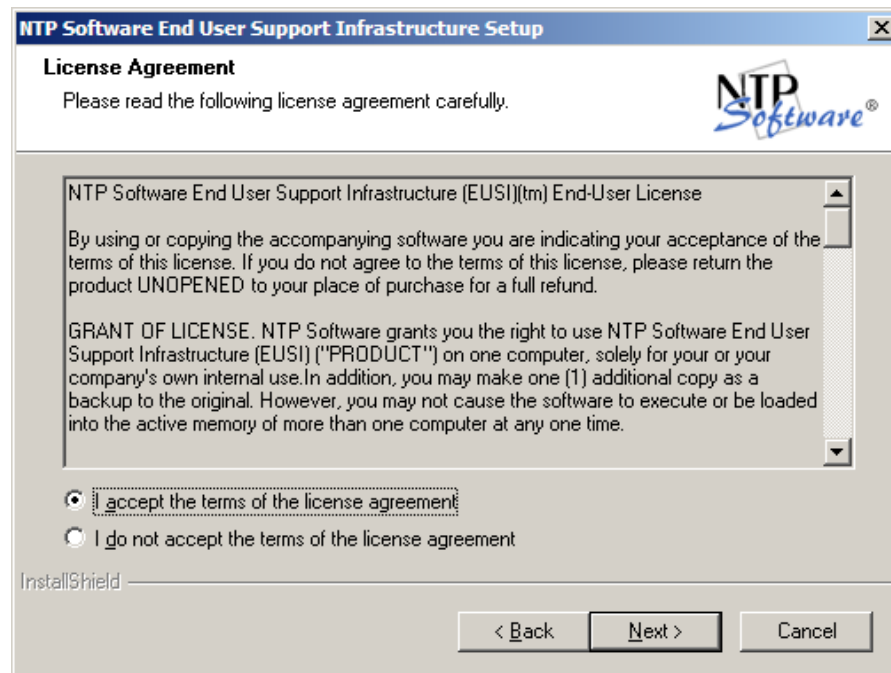 NTP Software End User Support Infrastructure Setup
License Agreement
Please read the following license agreement carefully.
NTP
Software®
NTP Software End User Support Infrastructure (EUSI)(tm) End-User License
By using or copying the accompanying software you are indicating your acceptance of the
terms of this license. If you do not agree to the terms of this license, please return the
product UNOPENED to your place of purchase for a full refund.
GRANT OF LICENSE. NTP Software grants you the right to use NTP Software End User
Support Infrastructure (EUSI) ("PRODUCT") on one computer, solely for your or your
company's own internal use.In addition, you may make one (1) additional copy as a
backup to the original. However, you may not cause the software to execute or be loaded
into the active memory of more than one computer at any one time.
I accept the terms of the license agreement
I do not accept the terms of the license agreement
InstallShield
< Back
Next >
Cancel